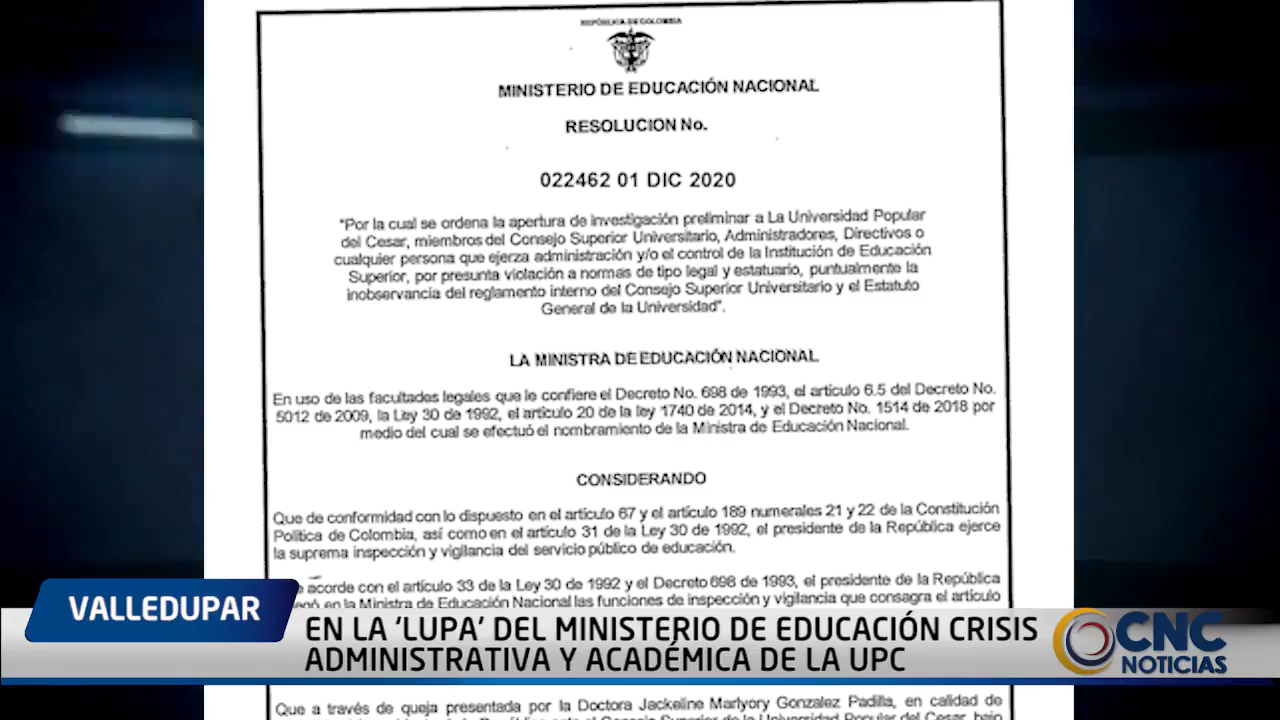 REPÚBLICA DE COLOMBIA
MINISTERIO DE EDUCACIÓN NACIONAL
RESOLUCION No.
022462 01 DIC 2020
"Por la cual se ordena la apertura de investigación preliminar a La Universidad Popular
del Cesar, miembros del Consejo Superior Universitario, Administradores, Directivos o
cualquier persona que ejerza administración y/o el control de la Institución de Educación
Superior, por presunta violación a normas de tipo legal y estatuario, puntualmente la
inobservancia del reglamento interno del Consejo Superior Universitario y el Estatuto
General de la Universidad".
LA MINISTRA DE EDUCACIÓN NACIONAL
En uso de las facultades legales que le confiere el Decreto No. 698 de 1993, el artículo 6.5 del Decreto No.
5012 de 2009, la Ley 30 de 1992, el artículo 20 de la ley 1740 de 2014, y el Decreto No. 1514 de 2018 por
medio del cual se efectuó el nombramiento de la Ministra de Educación Nacional.
CONSIDERANDO
Que de conformidad con lo dispuesto en el artículo 67 y el artículo 189 numerales 21 y 22 de la Constitución
Política de Colombia, así como en el artículo 31 de la Ley 30 de 1992, el presidente de la República ejerce
la suprema inspección y vigilancia del servicio público de educación.
acorde con el artículo 33 de la Ley 30 de 1992 y el Decreto 698 de 1993, el presidente de la República
en la Ministra de Educación Nacional las funciones de inspección y vigilancia que consagra el artículo
VALLEDUPAR
EN LA ‘LUPA’ DEL MINISTERIO DE EDUCACIÓN CRISIS
ADMINISTRATIVA Y ACADÉMICA DE LA UPC
CNC
NOTICIAS
Que a través de queja presentada por la Doctora Jackeline Marlyory Gonzalez Padilla, en calidad de